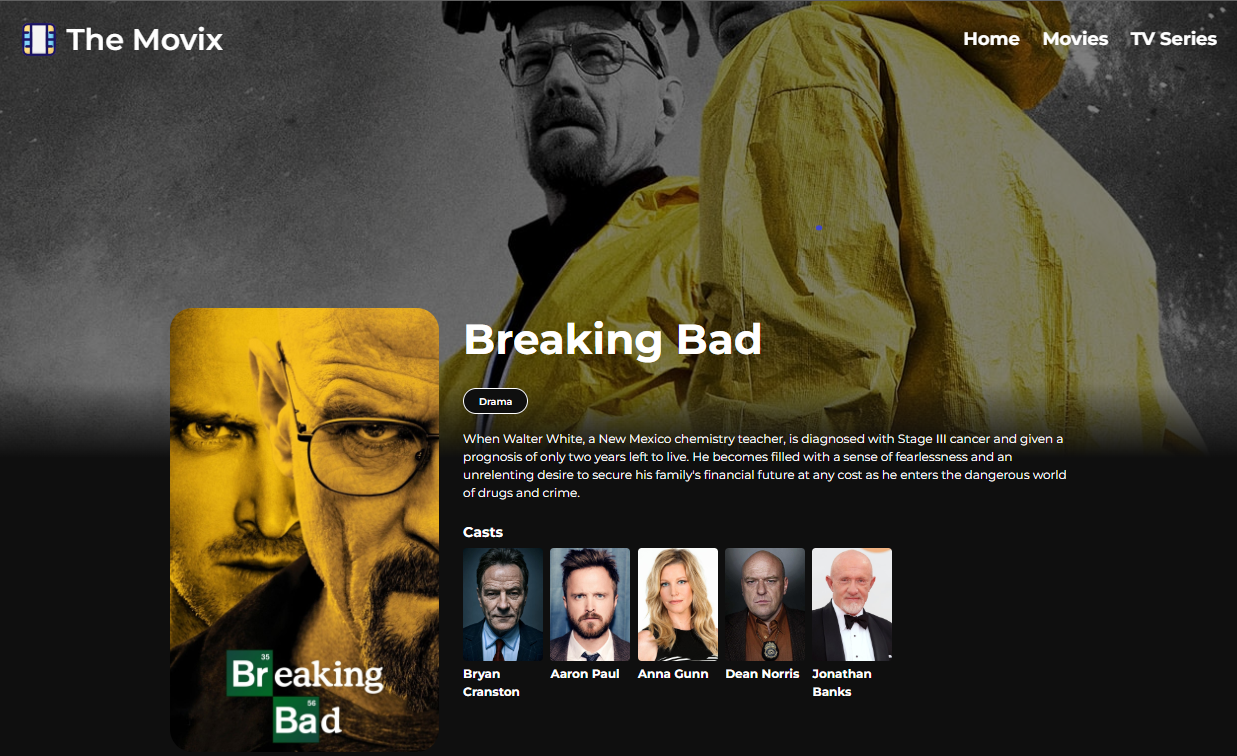 The Movix
Home Movies TV Series
Breaking Bad
Drama
When Walter White, a New Mexico chemistry teacher, is diagnosed with Stage III cancer and given a
prognosis of only two years left to live. He becomes filled with a sense of fearlessness and an
unrelenting desire to secure his family's financial future at any cost as he enters the dangerous world
of drugs and crime.
Casts
Bryan
Cranston
Aaron Paul
Anna Gunn
Dean Norris
Jonathan
Banks
35
Breaking
56
Bad